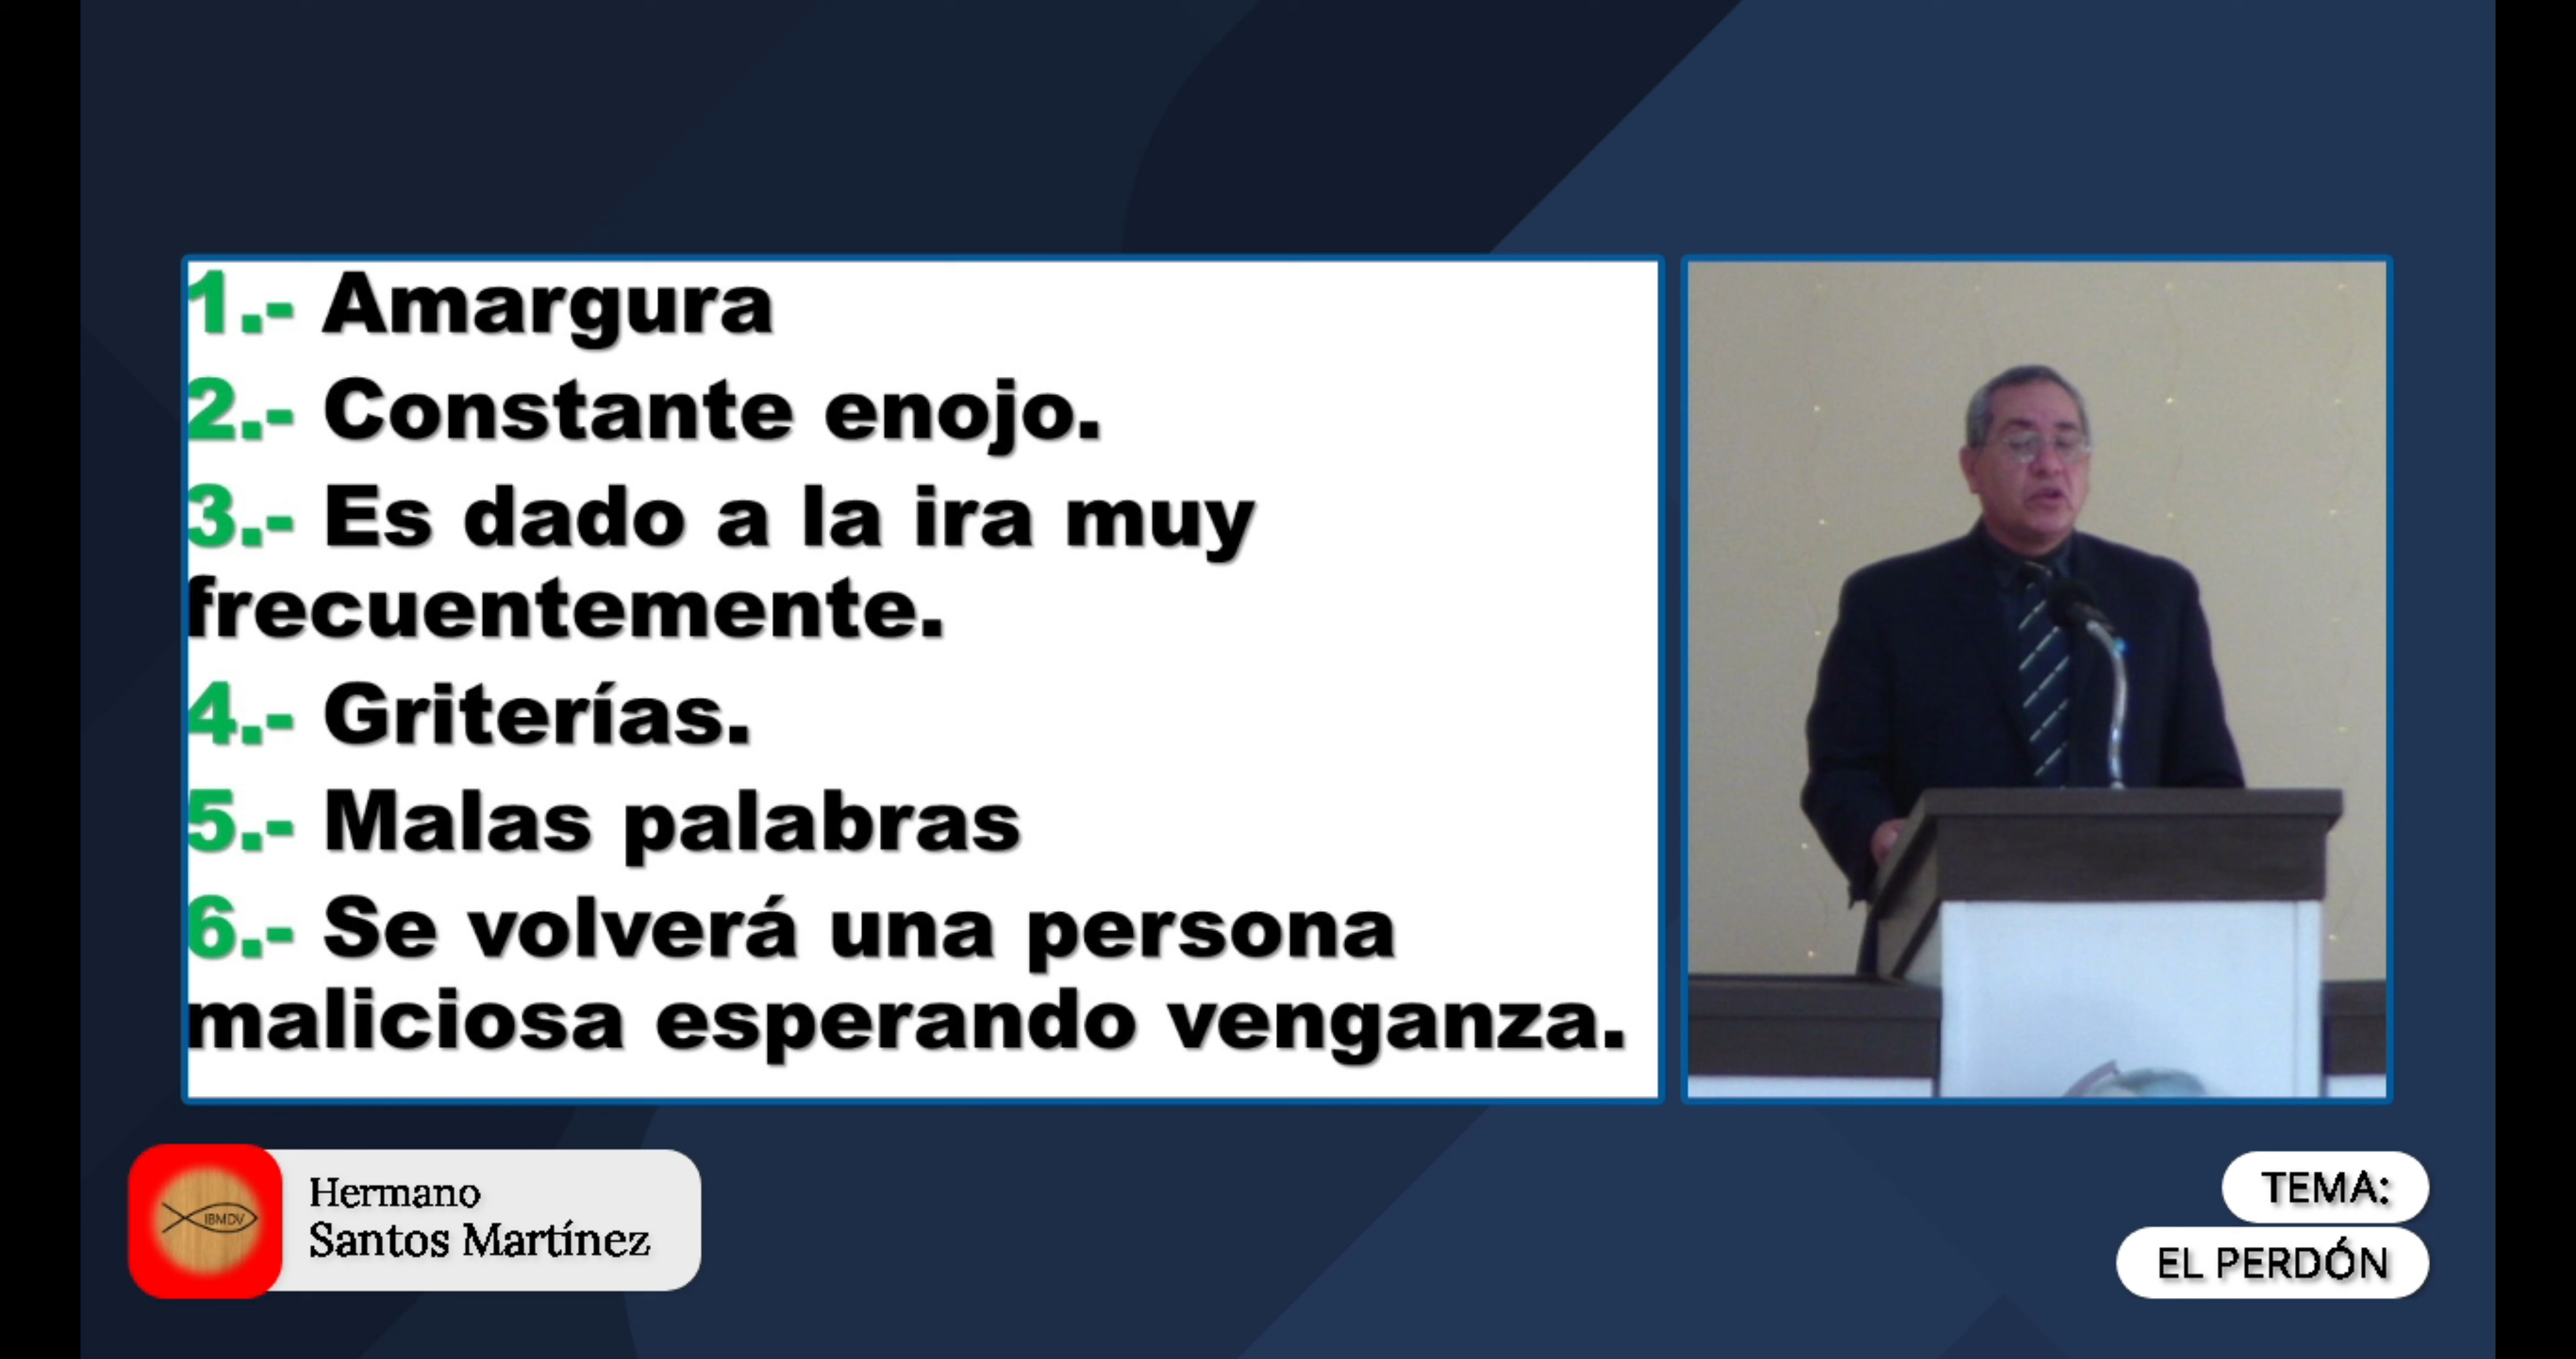 1.- Amargura
2.- Constante enojo.
3.- Es dado a la ira muy
frecuentemente.
4.- Griterías.
5.- Malas palabras
6.- Se volverá una persona
maliciosa esperando venganza.
IBMDV
Hermano
Santos Martínez
TEMA:
EL PERDÓN